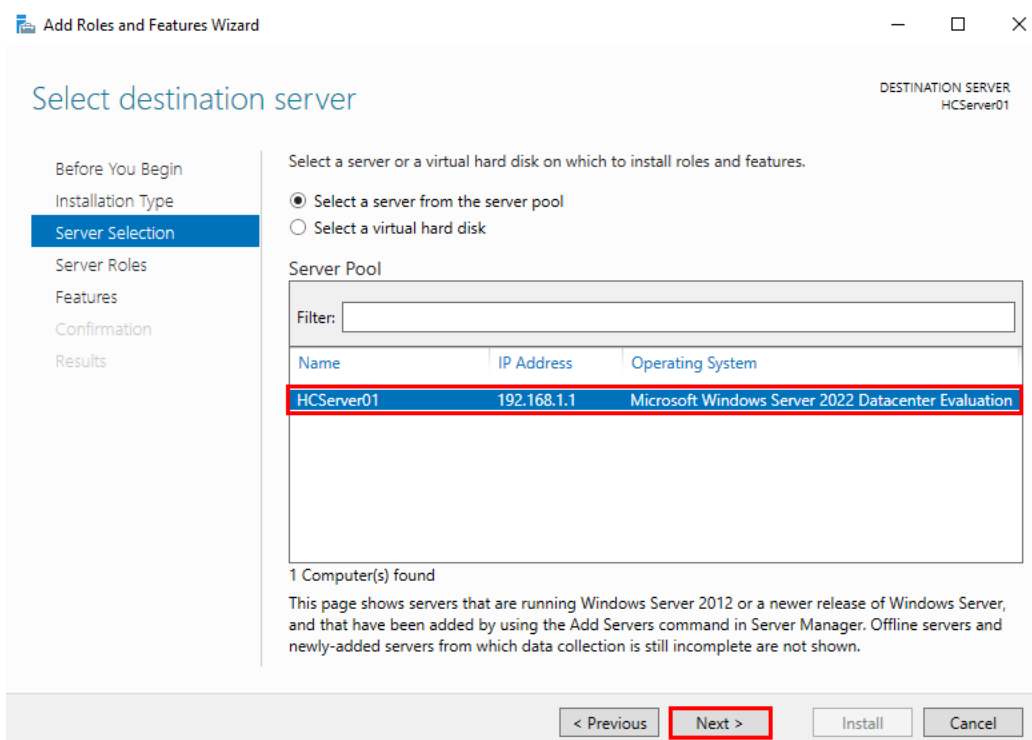 Add Roles and Features Wizard
Select destination server
DESTINATION SERVER
HCServer01
Before You Begin
Installation Type
Server Selection
Server Roles
Features
Confirmation
Results
Select a server or a virtual hard disk on which to install roles and features.
Select a server from the server pool
Select a virtual hard disk
Server Pool
Filter:
Name IP Address Operating System
HCServer01 192.168.1.1 Microsoft Windows Server 2022 Datacenter Evaluation
1 Computer(s) found
This page shows servers that are running Windows Server 2012 or a newer release of Windows Server,
and that have been added by using the Add Servers command in Server Manager. Offline servers and
newly-added servers from which data collection is still incomplete are not shown.
< Previous Next > Install Cancel